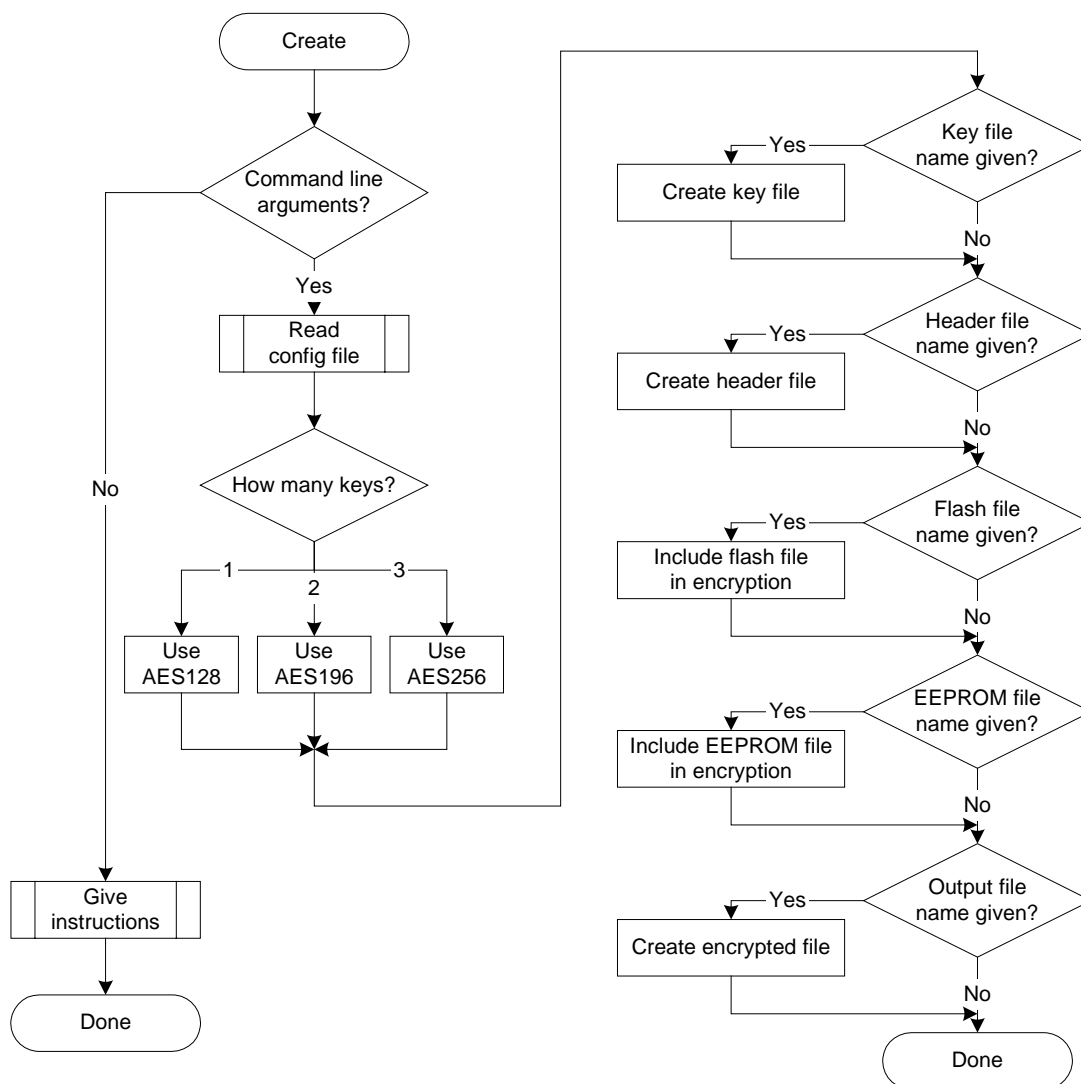 Create
Command line
arguments?
Yes
No
Read
config file
How many keys?
1
2
3
Use
AES128
Use
AES196
Use
AES256
Give
instructions
Done
Key file
name given?
Yes
Create key file
No
Header file
name given?
Yes
Create header file
No
Flash file
name given?
Yes
Include flash file
in encryption
No
EEPROM file
name given?
Yes
Include EEPROM file
in encryption
No
Output file
name given?
Yes
Create encrypted file
No
Done